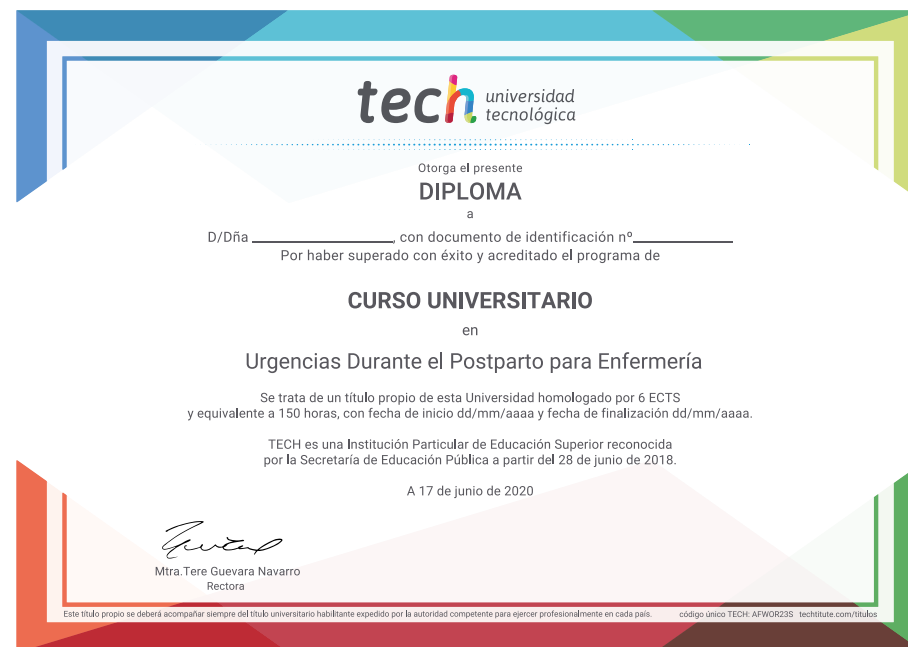 tech universidad
tecnológica
Otorga el presente
DIPLOMA
a
D/Dña ____________________, con documento de identificación nº______________
Por haber superado con éxito y acreditado el programa de
CURSO UNIVERSITARIO
en
Urgencias Durante el Postparto para Enfermería
Se trata de un título propio de esta Universidad homologado por 6 ECTS
y equivalente a 150 horas, con fecha de inicio dd/mm/aaaa y fecha de finalización dd/mm/aaaa.
TECH es una Institución Particular de Educación Superior reconocida
por la Secretaría de Educación Pública a partir del 28 de junio de 2018.
A 17 de junio de 2020
Mtra.Tere Guevara Navarro
Rectora
Este título propio se deberá acompañar siempre del título universitario habilitante expedido por la autoridad competente para ejercer profesionalmente en cada país. código único TECH: AFWOR23S techtitute.com/títulos